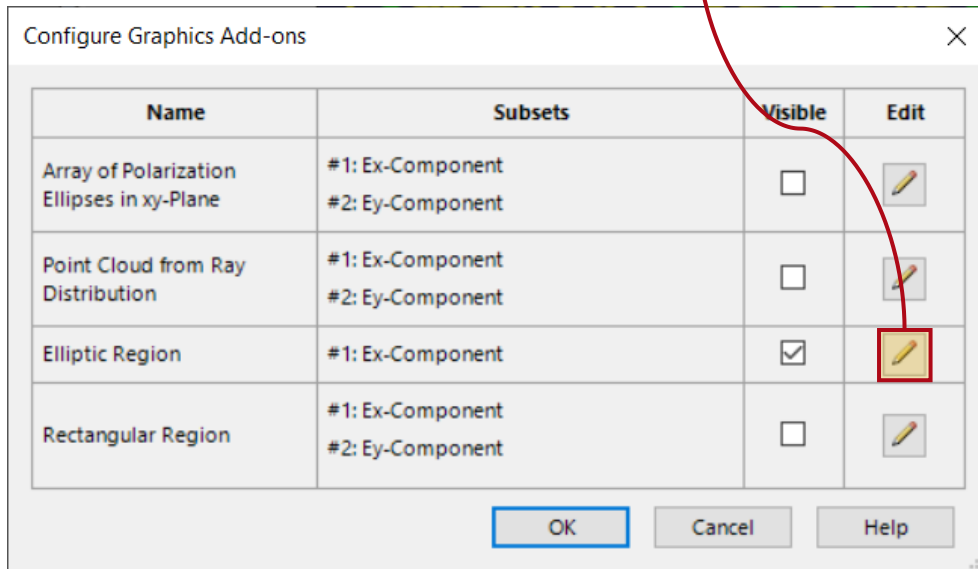 Configure Graphics Add-ons
Name Subsets Visible Edit
Array of Polarization
Ellipses in xy-Plane
#1: Ex-Component
#2: Ey-Component
Point Cloud from Ray
Distribution
#1: Ex-Component
#2: Ey-Component
Elliptic Region
#1: Ex-Component
Rectangular Region
#1: Ex-Component
#2: Ey-Component
OK Cancel Help